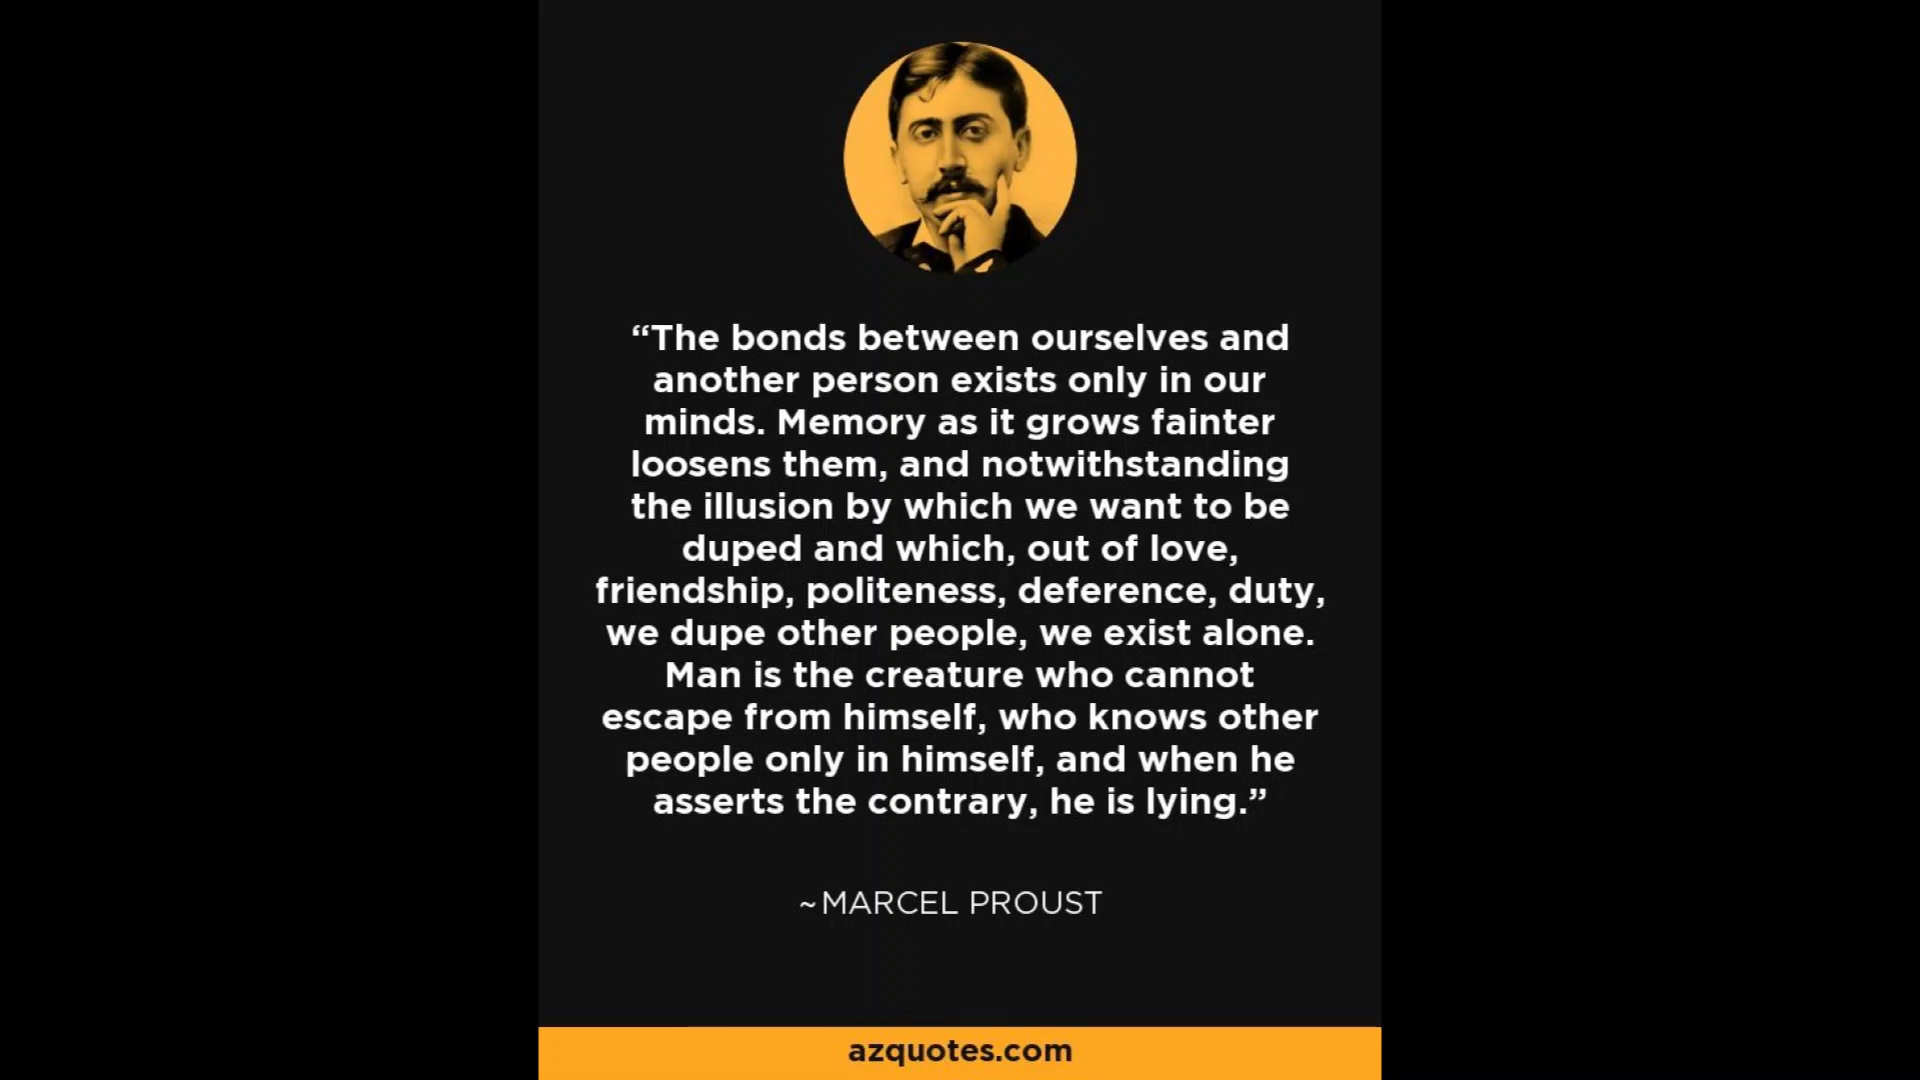 “The bonds between ourselves and
another person exists only in our
minds. Memory as it grows fainter
loosens them, and notwithstanding
the illusion by which we want to be
duped and which, out of love,
friendship, politeness, deference, duty,
we dupe other people, we exist alone.
Man is the creature who cannot
escape from himself, who knows other
people only in himself, and when he
asserts the contrary, he is lying.”
~MARCEL PROUST
azquotes.com